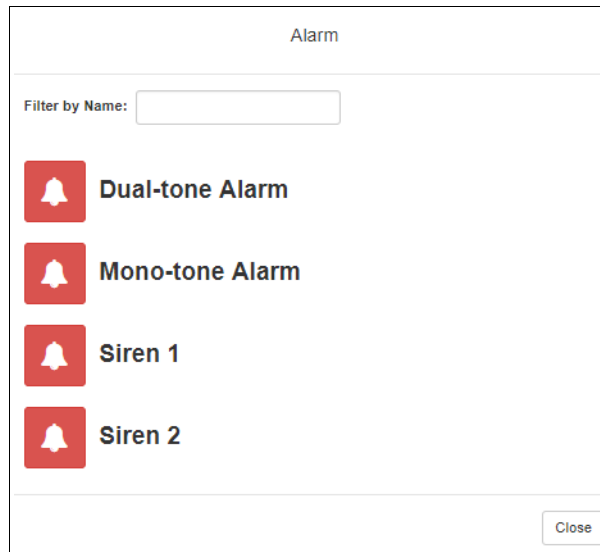 Alarm
Filter by Name:
Dual-tone Alarm
Mono-tone Alarm
Siren 1
Siren 2
Close